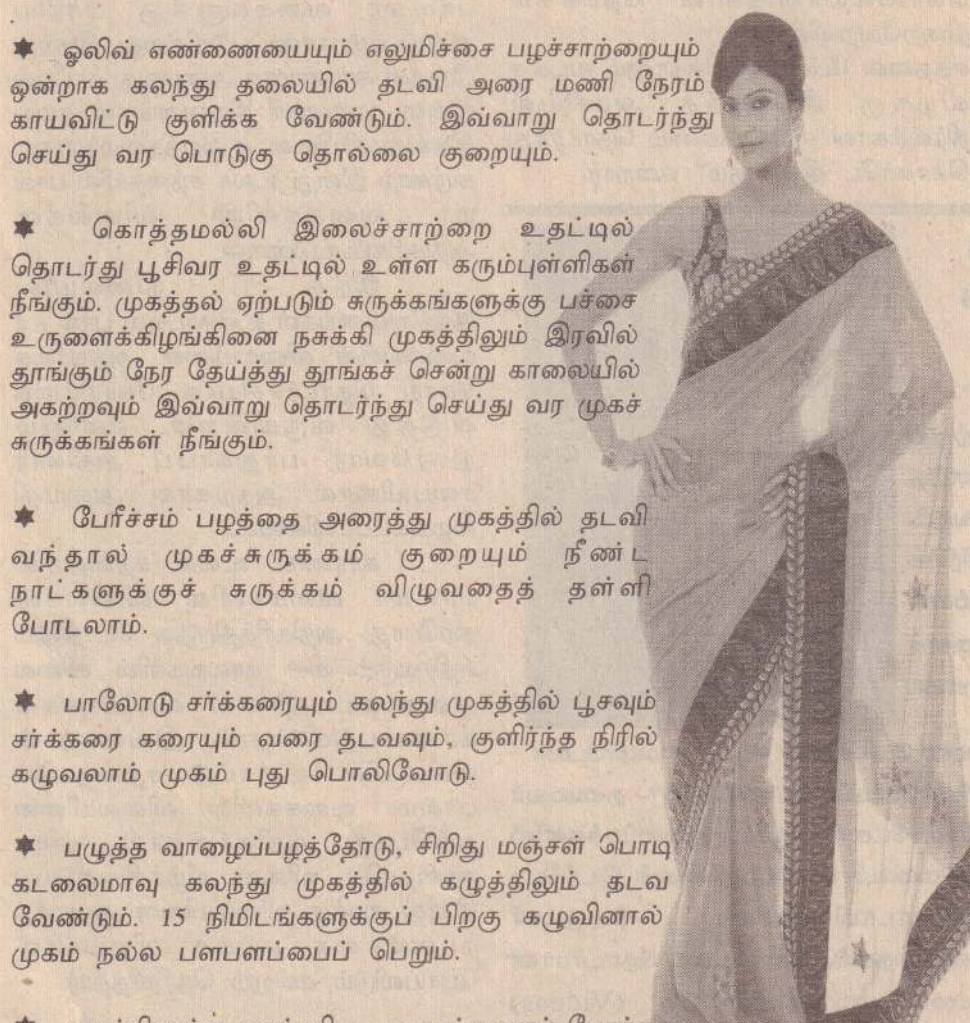 ✷ ஓலிவ் எண்ணையையும் எலுமிச்சை பழச்சாற்றையும்
ஒன்றாக கலந்து தலையில் தடவி அரை மணி நேரம்
காயவிட்டு குளிக்க வேண்டும். இவ்வாறு தொடர்ந்து
செய்து வர பொடுகு தொல்லை குறையும்.
✷ கொத்தமல்லி இலைச்சாற்றை உதட்டில்
தொடர்து பூசிவர உதட்டில் உள்ள கரும்புள்ளிகள்
நீங்கும். முகத்தல் ஏற்படும் சுருக்கங்களுக்கு பச்சை
உருளைக்கிழங்கினை நசுக்கி முகத்திலும் இரவில்
தூங்கும் நேர தேய்த்து தூங்கச் சென்று காலையில்
அகற்றவும் இவ்வாறு தொடர்ந்து செய்து வர முகச்
சுருக்கங்கள் நீங்கும்.
✷ பேரீச்சம் பழத்தை அரைத்து முகத்தில் தடவி
வந்தால் முகச்சுருக்கம் குறையும் நீண்ட
நாட்களுக்குச் சுருக்கம் விழுவதைத் தள்ளி
போடலாம்.
✷ பாலோடு சர்க்கரையும் கலந்து முகத்தில் பூசவும்
சர்க்கரை கரையும் வரை தடவவும், குளிர்ந்த நிரில்
கழுவலாம் முகம் புது பொலிவோடு.
✷ பழுத்த வாழைப்பழத்தோடு, சிறிது மஞ்சள் பொடி
கடலைமாவு கலந்து முகத்தில் கழுத்திலும் தடவ
வேண்டும். 15 நிமிடங்களுக்குப் பிறகு கழுவினால்
முகம் நல்ல பளபளப்பைப் பெறும்.